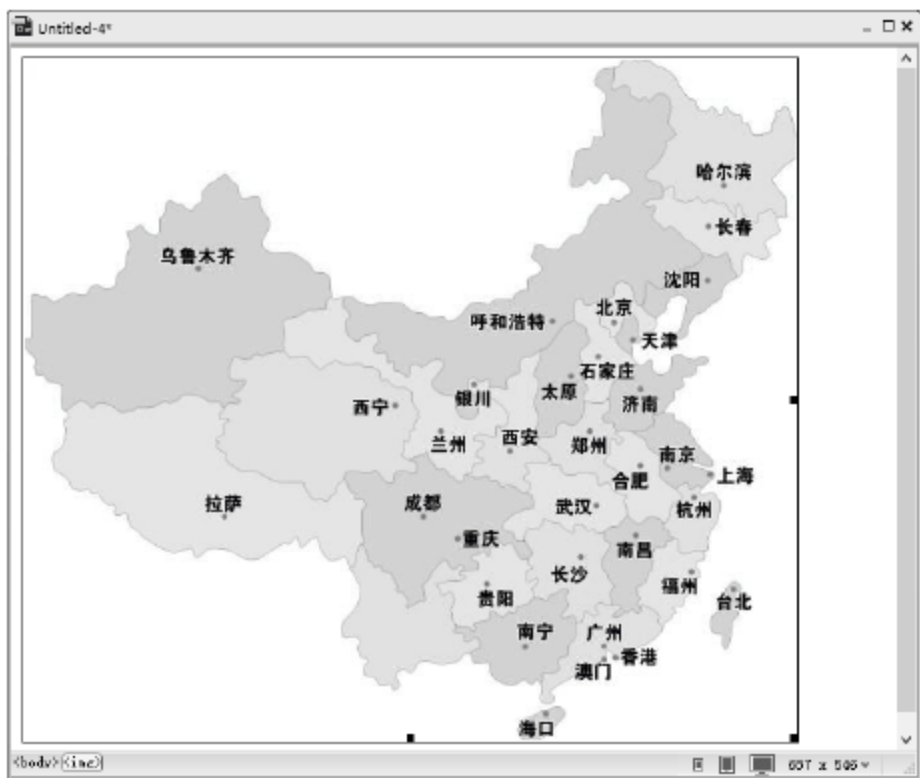 Untitled-4*
哈尔滨
长春
乌鲁木齐
沈阳
北京
呼和浩特
天津
石家庄
太原
银川
济南
西宁
西安
兰州
郑州
南京
上海
合肥
拉萨
成都
武汉
杭州
重庆
南昌
长沙
福州
贵阳
台北
南宁
广州
香港
澳门
海口
<body><img>